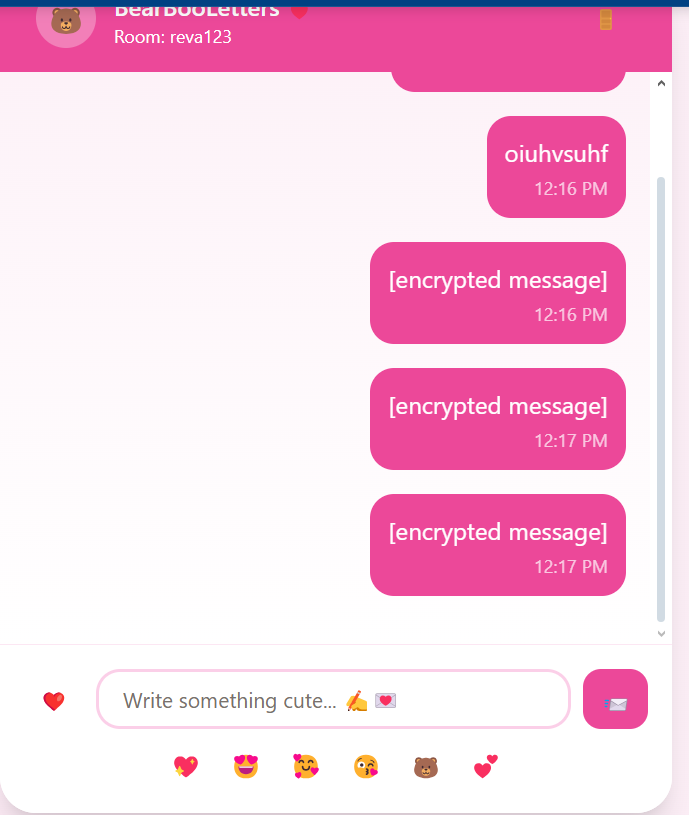 BearBooLetters ❤️
Room: reva123
oiuhvsuhf
12:16 PM
[encrypted message]
12:16 PM
[encrypted message]
12:17 PM
[encrypted message]
12:17 PM
Write something cute... ✍️💌